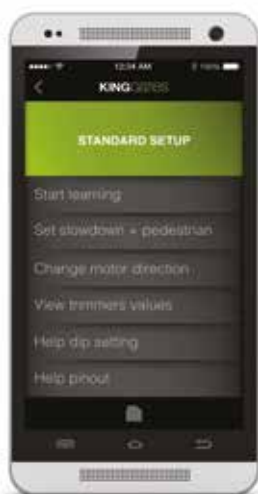 12:34 AM
KINGGATES
STANDARD SETUP
Start learning
Set slowdown + pedestrian
Change motor direction
View trimmers values
Help dip setting
Help pinout